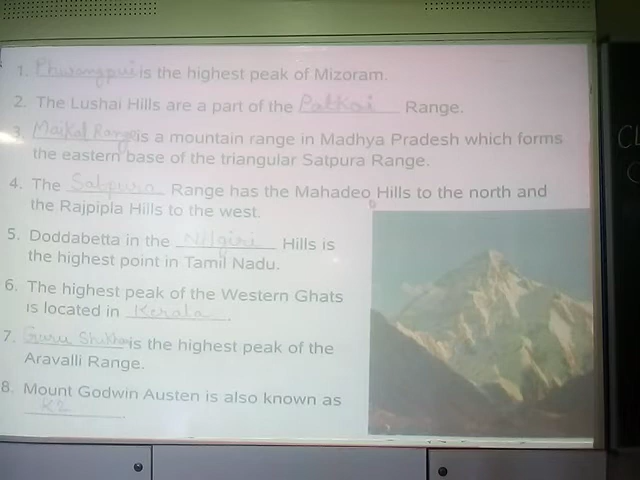 1. Phwangpui is the highest peak of Mizoram.
2. The Lushai Hills are a part of the Patkai Range.
3. Maikal Range is a mountain range in Madhya Pradesh which forms
the eastern base of the triangular Satpura Range.
4. The Satpura Range has the Mahadeo Hills to the north and
the Rajpipla Hills to the west.
5. Doddabetta in the Nilgiri Hills is
the highest point in Tamil Nadu.
6. The highest peak of the Western Ghats
is located in Kerala.
7. Guru Shikhar is the highest peak of the
Aravalli Range.
8. Mount Godwin Austen is also known as
K2.